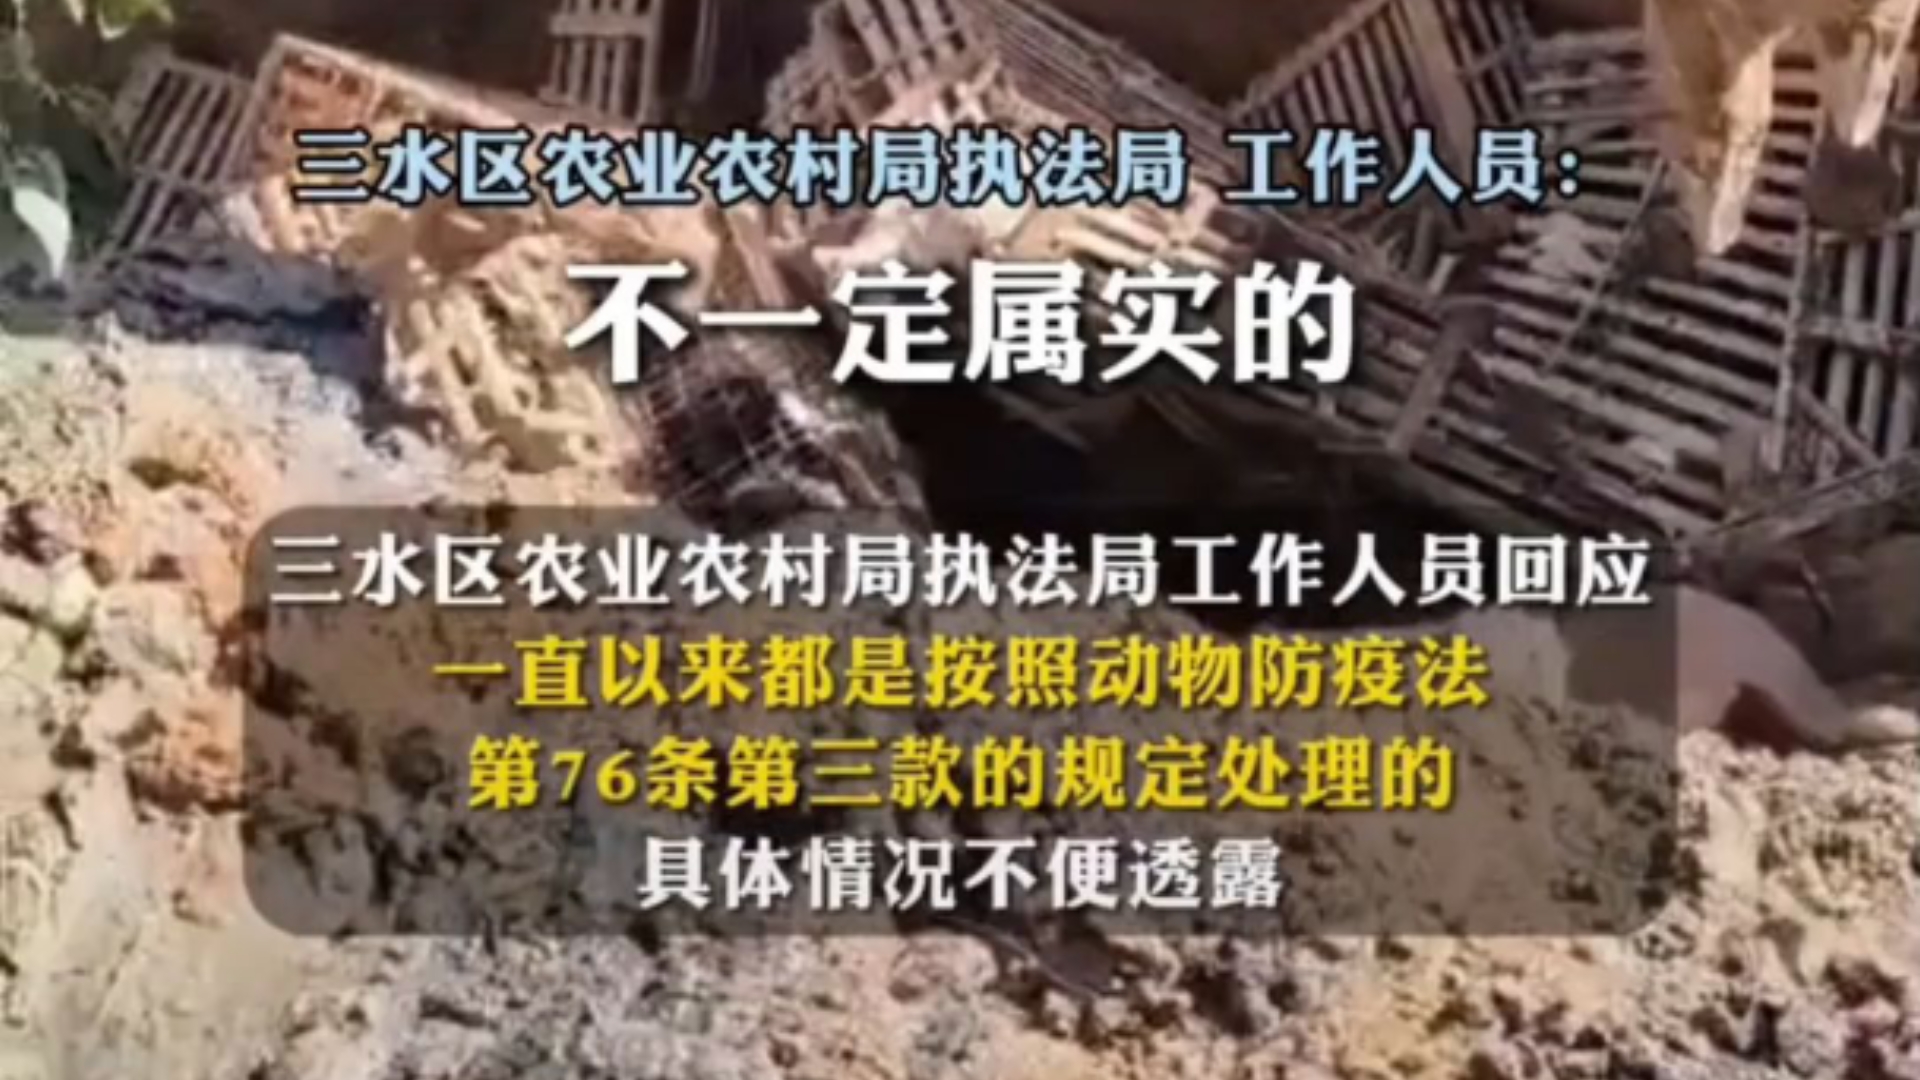 三水区农业农村局执法局 工作人员：
不一定属实的
三水区农业农村局执法局工作人员回应
一直以来都是按照动物防疫法
第76条第三款的规定处理的
具体情况不便透露